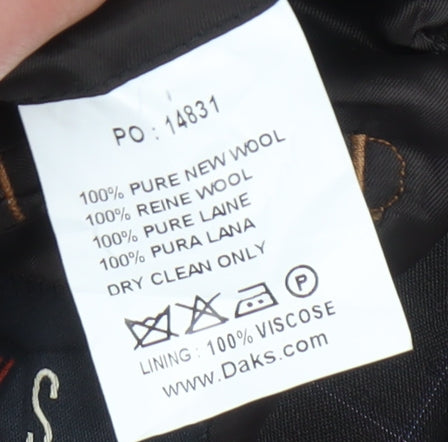 PO : 14831
100% PURE NEW WOOL
100% REINE WOOL
100% PURE LAINE
100% PURA LANA
DRY CLEAN ONLY
P
LINING : 100% VISCOSE
www.Daks.com
S